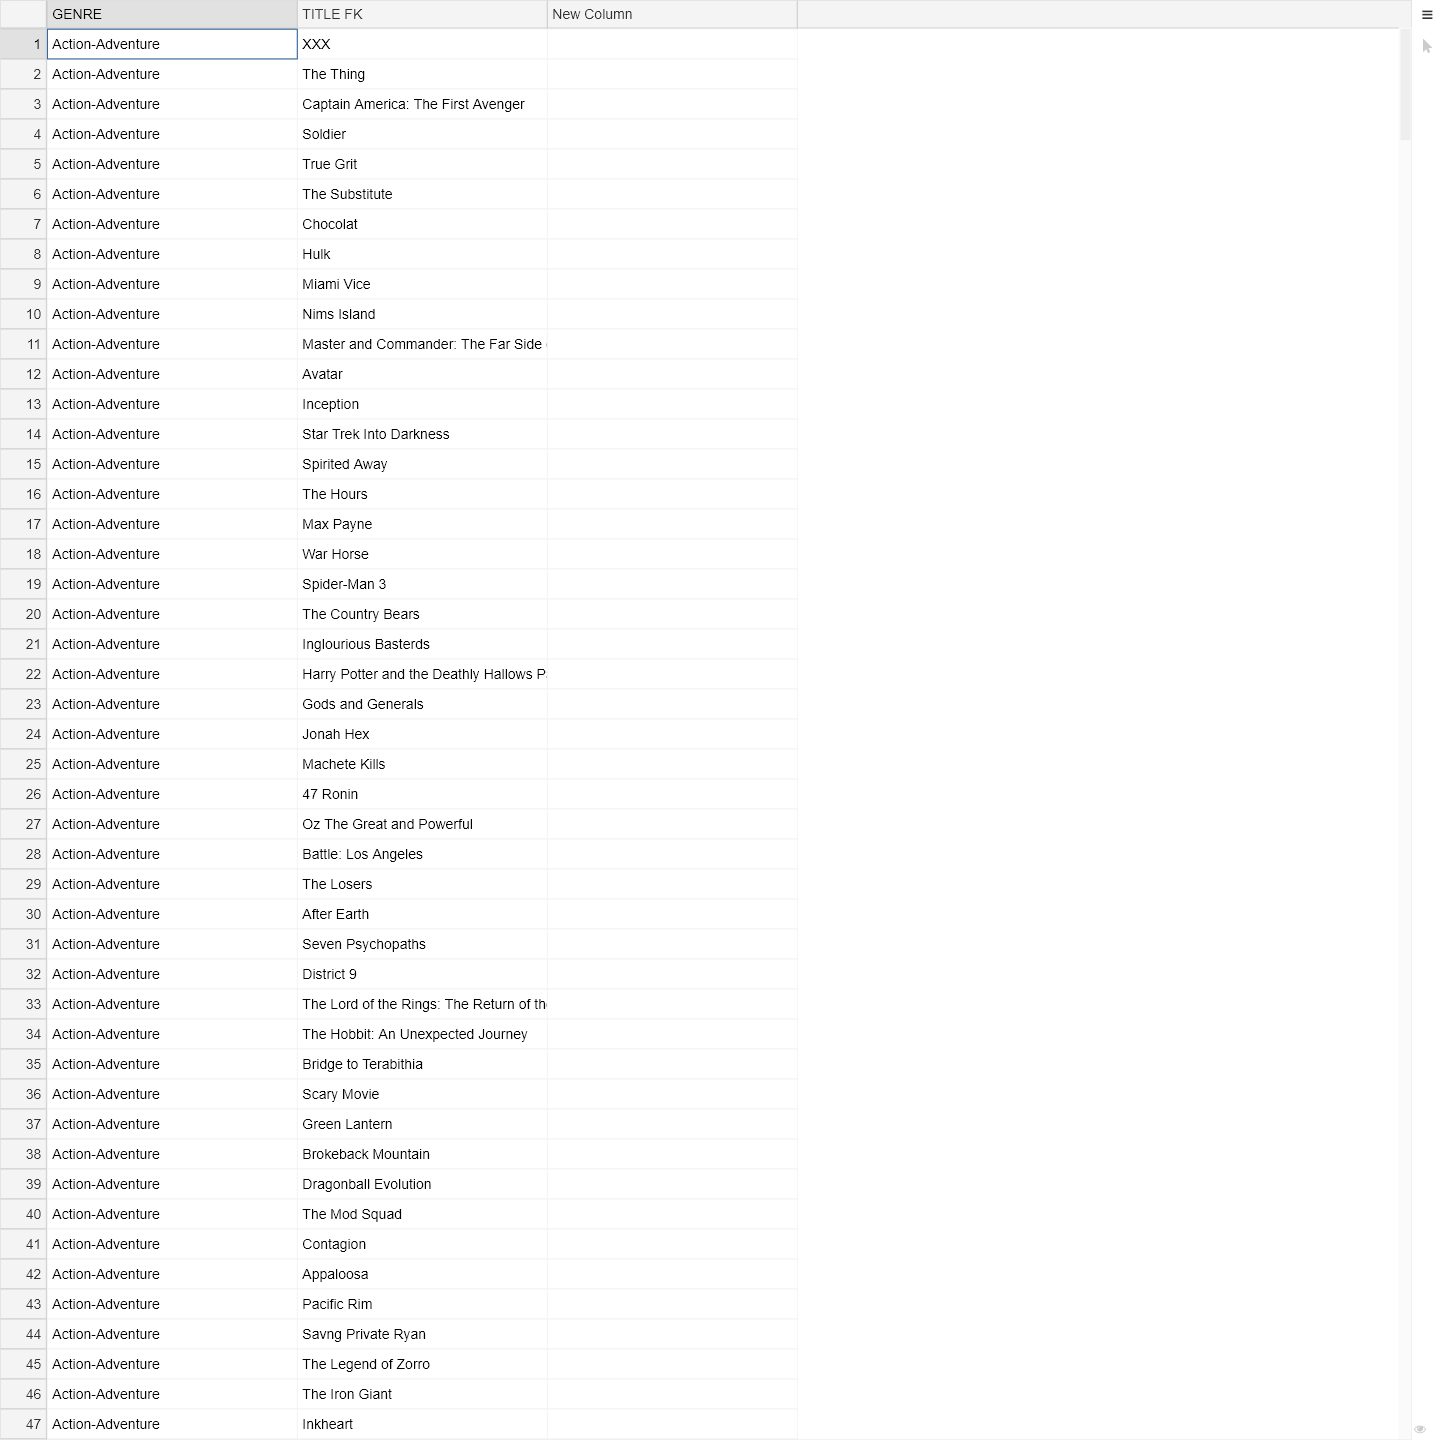 GENRE TITLE FK New Column
1 Action-Adventure XXX
2 Action-Adventure The Thing
3 Action-Adventure Captain America: The First Avenger
4 Action-Adventure Soldier
5 Action-Adventure True Grit
6 Action-Adventure The Substitute
7 Action-Adventure Chocolat
8 Action-Adventure Hulk
9 Action-Adventure Miami Vice
10 Action-Adventure Nims Island
11 Action-Adventure Master and Commander: The Far Side
12 Action-Adventure Avatar
13 Action-Adventure Inception
14 Action-Adventure Star Trek Into Darkness
15 Action-Adventure Spirited Away
16 Action-Adventure The Hours
17 Action-Adventure Max Payne
18 Action-Adventure War Horse
19 Action-Adventure Spider-Man 3
20 Action-Adventure The Country Bears
21 Action-Adventure Inglourious Basterds
22 Action-Adventure Harry Potter and the Deathly Hallows P
23 Action-Adventure Gods and Generals
24 Action-Adventure Jonah Hex
25 Action-Adventure Machete Kills
26 Action-Adventure 47 Ronin
27 Action-Adventure Oz The Great and Powerful
28 Action-Adventure Battle: Los Angeles
29 Action-Adventure The Losers
30 Action-Adventure After Earth
31 Action-Adventure Seven Psychopaths
32 Action-Adventure District 9
33 Action-Adventure The Lord of the Rings: The Return of th
34 Action-Adventure The Hobbit: An Unexpected Journey
35 Action-Adventure Bridge to Terabithia
36 Action-Adventure Scary Movie
37 Action-Adventure Green Lantern
38 Action-Adventure Brokeback Mountain
39 Action-Adventure Dragonball Evolution
40 Action-Adventure The Mod Squad
41 Action-Adventure Contagion
42 Action-Adventure Appaloosa
43 Action-Adventure Pacific Rim
44 Action-Adventure Savng Private Ryan
45 Action-Adventure The Legend of Zorro
46 Action-Adventure The Iron Giant
47 Action-Adventure Inkheart